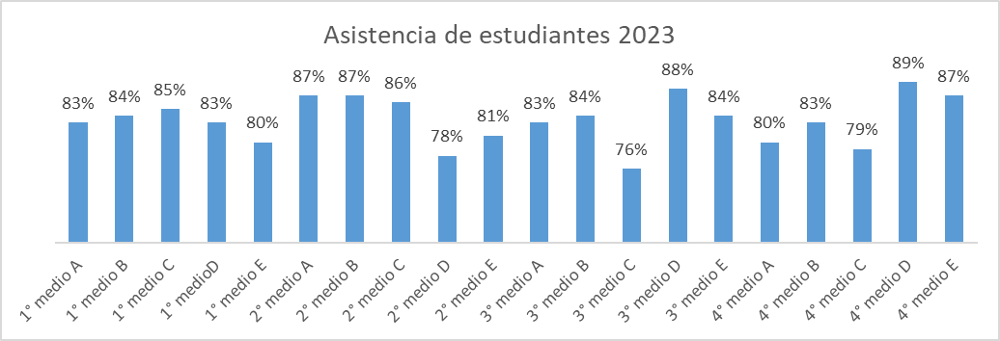 Asistencia de estudiantes 2023
83%
84%
85%
83%
80%
87%
87%
86%
78%
81%
83%
84%
76%
88%
84%
80%
83%
79%
89%
87%
1° medio A
1° medio B
1° medio C
1° medioD
1° medio E
2° medio A
2° medio B
2° medio C
2° medio D
2° medio E
3° medio A
3° medio B
3° medio C
3° medio D
3° medio E
4° medio A
4° medio B
4° medio C
4° medio D
4° medio E